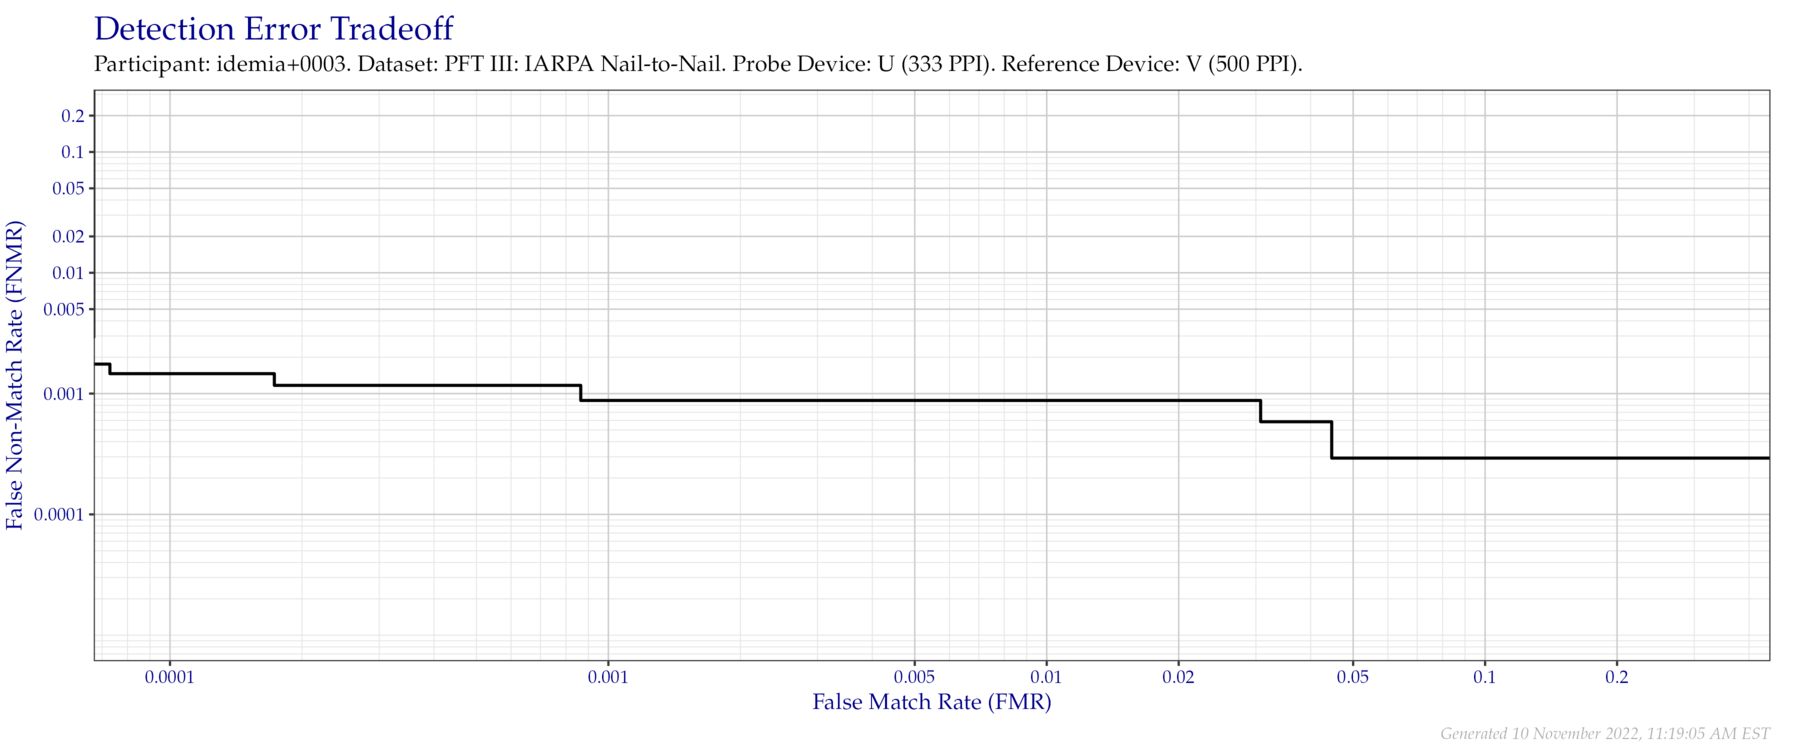 Detection Error Tradeoff
Participant: idemia+0003. Dataset: PFT III: IARPA Nail-to-Nail. Probe Device: U (333 PPI). Reference Device: V (500 PPI).
0.2
0.1
0.05
0.02
0.01
0.005
0.001
0.0001
False Non-Match Rate (FNMR)
0.0001 0.001 0.005 0.01 0.02 0.05 0.1 0.2
False Match Rate (FMR)
Generated 10 November 2022, 11:19:05 AM EST